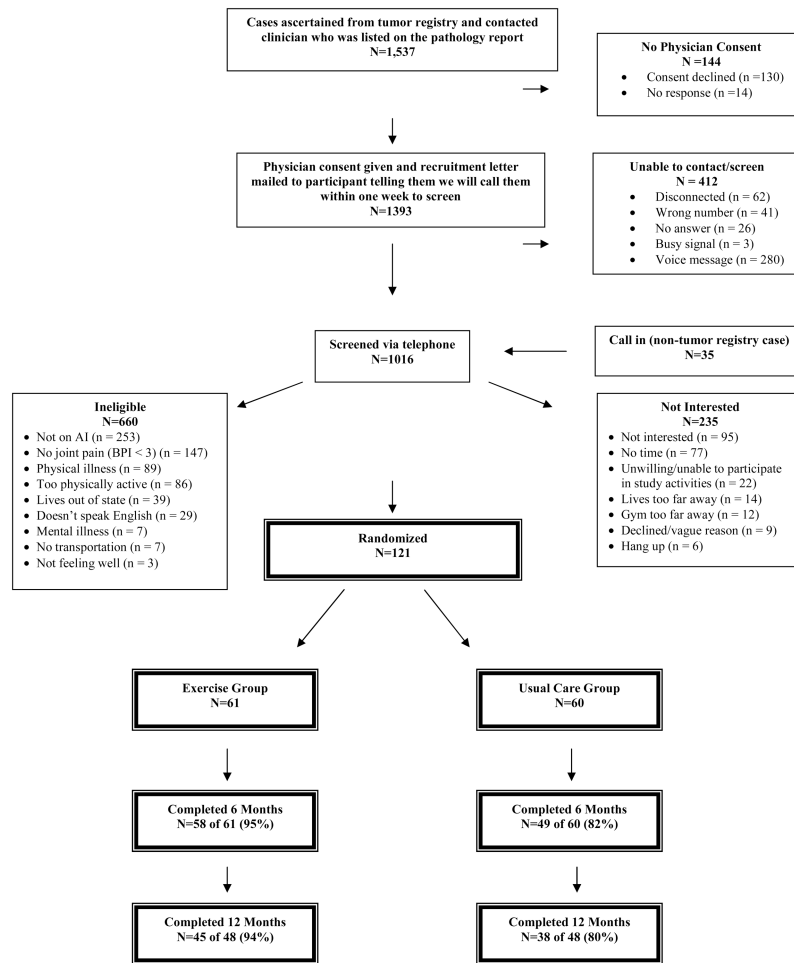 Cases ascertained from tumor registry and contacted
clinician who was listed on the pathology report
N=1,537
No Physician Consent
N =144
• Consent declined (n =130)
• No response (n =14)
Physician consent given and recruitment letter
mailed to participant telling them we will call them
within one week to screen
N=1393
Unable to contact/screen
N = 412
• Disconnected (n = 62)
• Wrong number (n = 41)
• No answer (n = 26)
• Busy signal (n = 3)
• Voice message (n = 280)
Screened via telephone
N=1016
Call in (non-tumor registry case)
N=35
Ineligible
N=660
• Not on AI (n = 253)
• No joint pain (BPI < 3) (n = 147)
• Physical illness (n = 89)
• Too physically active (n = 86)
• Lives out of state (n = 39)
• Doesn’t speak English (n = 29)
• Mental illness (n = 7)
• No transportation (n = 7)
• Not feeling well (n = 3)
Not Interested
N=235
• Not interested (n = 95)
• No time (n = 77)
• Unwilling/unable to participate
in study activities (n = 22)
• Lives too far away (n = 14)
• Gym too far away (n = 12)
• Declined/vague reason (n = 9)
• Hang up (n = 6)
Randomized
N=121
Exercise Group
N=61
Usual Care Group
N=60
Completed 6 Months
N=58 of 61 (95%)
Completed 6 Months
N=49 of 60 (82%)
Completed 12 Months
N=45 of 48 (94%)
Completed 12 Months
N=38 of 48 (80%)